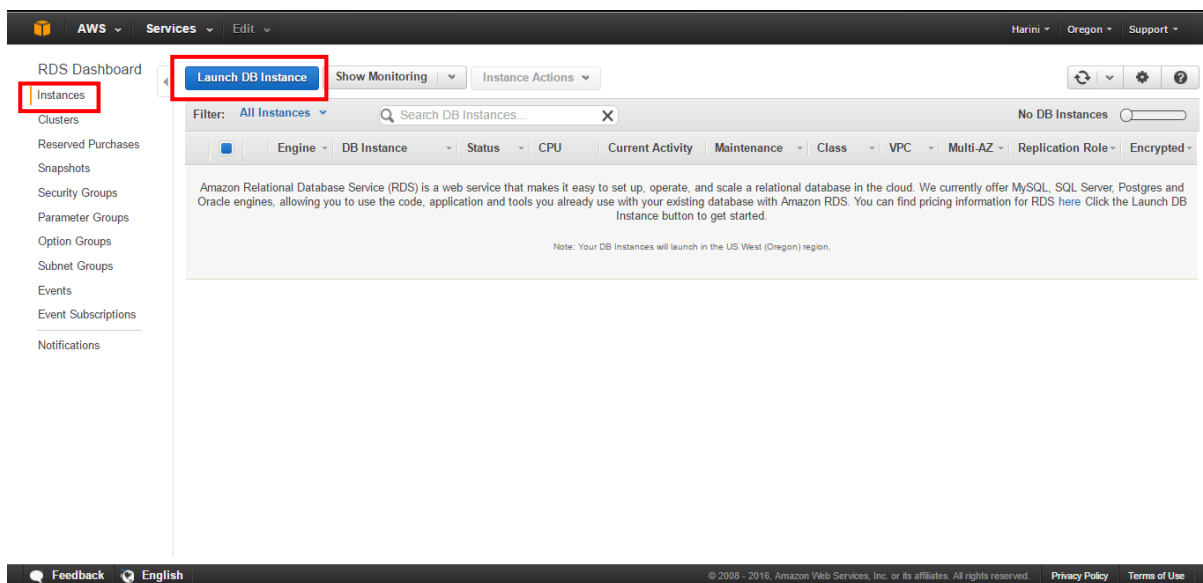 AWS Services Edit Harini Oregon Support
RDS Dashboard
Instances
Clusters
Reserved Purchases
Snapshots
Security Groups
Parameter Groups
Option Groups
Subnet Groups
Events
Event Subscriptions
Notifications
Launch DB Instance Show Monitoring Instance Actions
Filter: All Instances Search DB Instances... X No DB Instances
Engine DB Instance Status CPU Current Activity Maintenance Class VPC Multi-AZ Replication Role Encrypted
Amazon Relational Database Service (RDS) is a web service that makes it easy to set up, operate, and scale a relational database in the cloud. We currently offer MySQL, SQL Server, Postgres and
Oracle engines, allowing you to use the code, application and tools you already use with your existing database with Amazon RDS. You can find pricing information for RDS here Click the Launch DB
Instance button to get started.
Note: Your DB Instances will launch in the US West (Oregon) region.
Feedback English © 2008 - 2016, Amazon Web Services, Inc. or its affiliates. All rights reserved. Privacy Policy Terms of Use